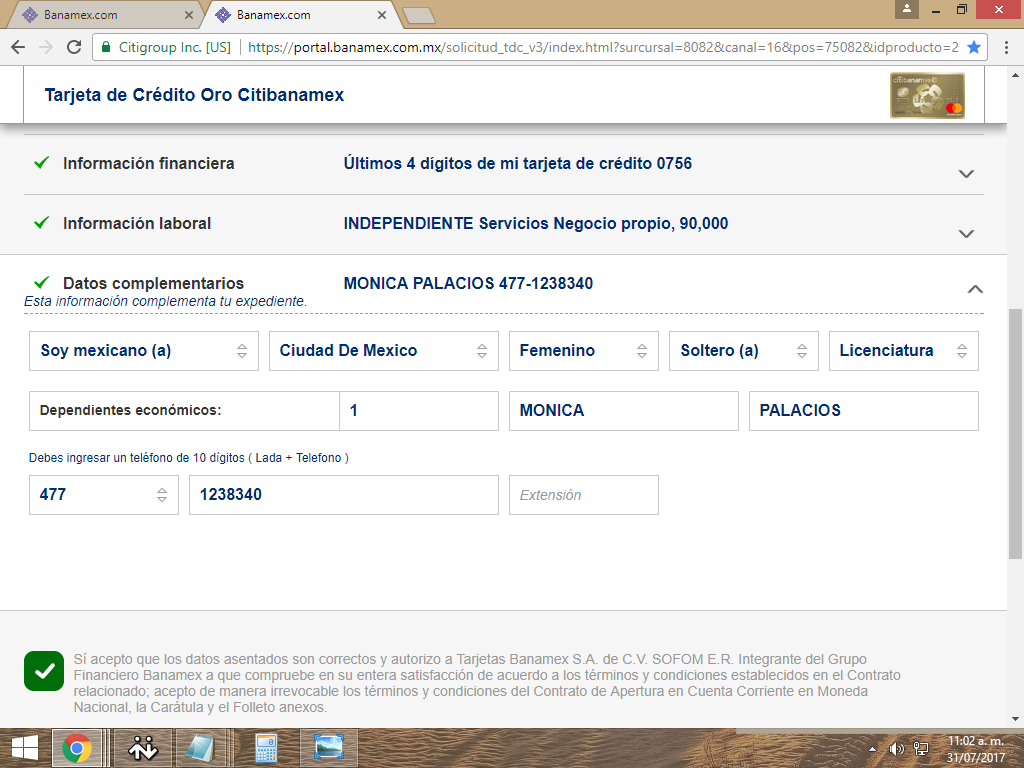 Banamex.com
Banamex.com
Citigroup Inc. [US] https://portal.banamex.com.mx/solicitud_tdc_v3/index.html?surcursal=8082&canal=16&pos=75082&idproducto=2
Tarjeta de Crédito Oro Citibanamex
citibanamex
Información financiera Últimos 4 dígitos de mi tarjeta de crédito 0756
Información laboral INDEPENDIENTE Servicios Negocio propio, 90,000
Datos complementarios MONICA PALACIOS 477-1238340
Esta información complementa tu expediente.
Soy mexicano (a) Ciudad De Mexico Femenino Soltero (a) Licenciatura
Dependientes económicos: 1 MONICA PALACIOS
Debes ingresar un teléfono de 10 dígitos ( Lada + Telefono )
477 1238340 Extensión
Sí acepto que los datos asentados son correctos y autorizo a Tarjetas Banamex S.A. de C.V. SOFOM E.R. Integrante del Grupo
Financiero Banamex a que compruebe en su entera satisfacción de acuerdo a los términos y condiciones establecidos en el Contrato
relacionado; acepto de manera irrevocable los términos y condiciones del Contrato de Apertura en Cuenta Corriente en Moneda
Nacional, la Carátula y el Folleto anexos.
11:02 a. m.
31/07/2017